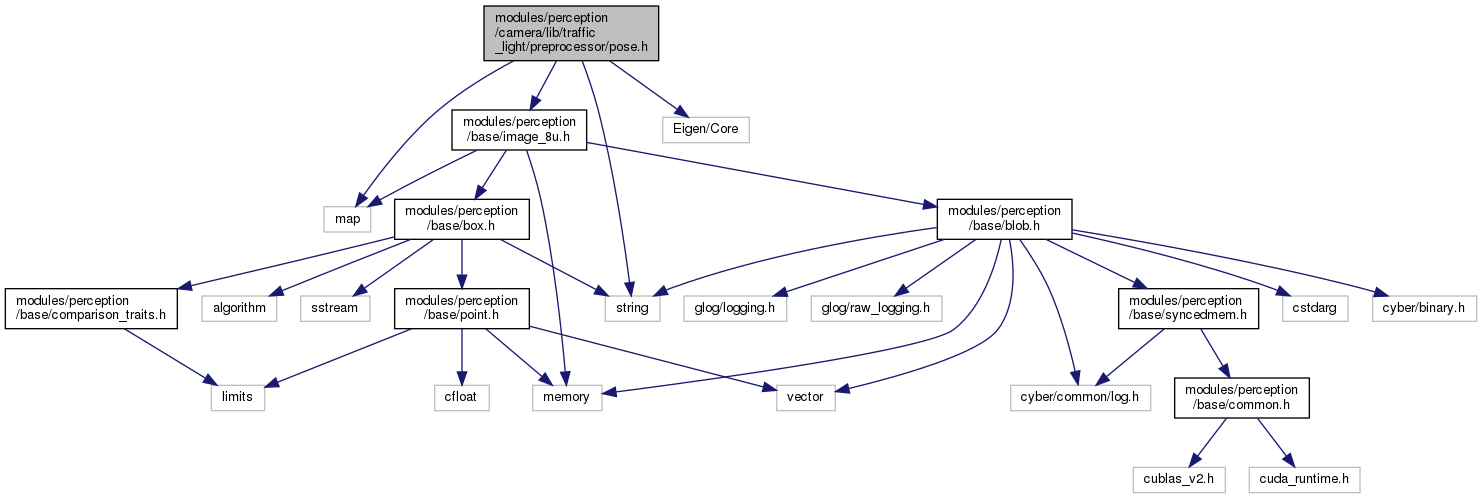 modules/perception
/camera/lib/traffic
_light/preprocessor/pose.h
modules/perception
/base/image_8u.h
Eigen/Core
map
modules/perception
/base/box.h
modules/perception
/base/blob.h
modules/perception
/base/comparison_traits.h
algorithm
sstream
modules/perception
/base/point.h
string
glog/logging.h
glog/raw_logging.h
modules/perception
/base/syncedmem.h
cstdarg
cyber/binary.h
limits
cfloat
memory
vector
cyber/common/log.h
modules/perception
/base/common.h
cublas_v2.h
cuda_runtime.h